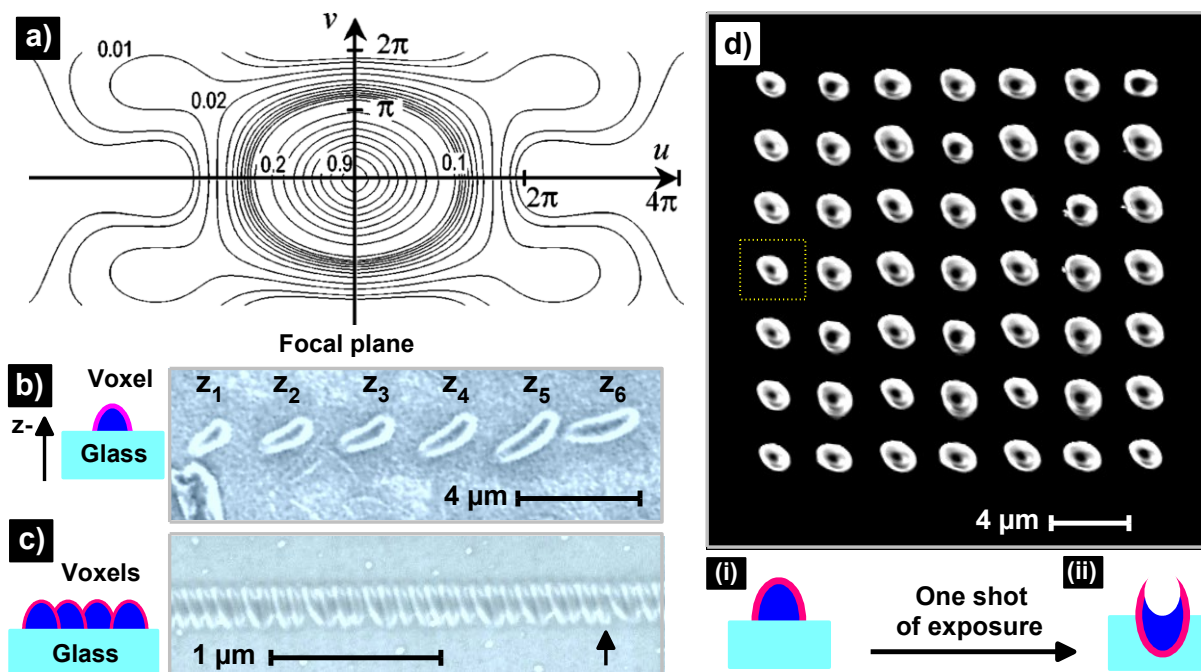 a)
v
2π
0.01
0.02
π
0.2
0.9
0.1
u
2π
4π
Focal plane
b)
Voxel
z-
Glass
z1
z2
z3
z4
z5
z6
4 µm
c)
Voxels
Glass
1 µm
d)
4 µm
(i)
One shot
of exposure
(ii)